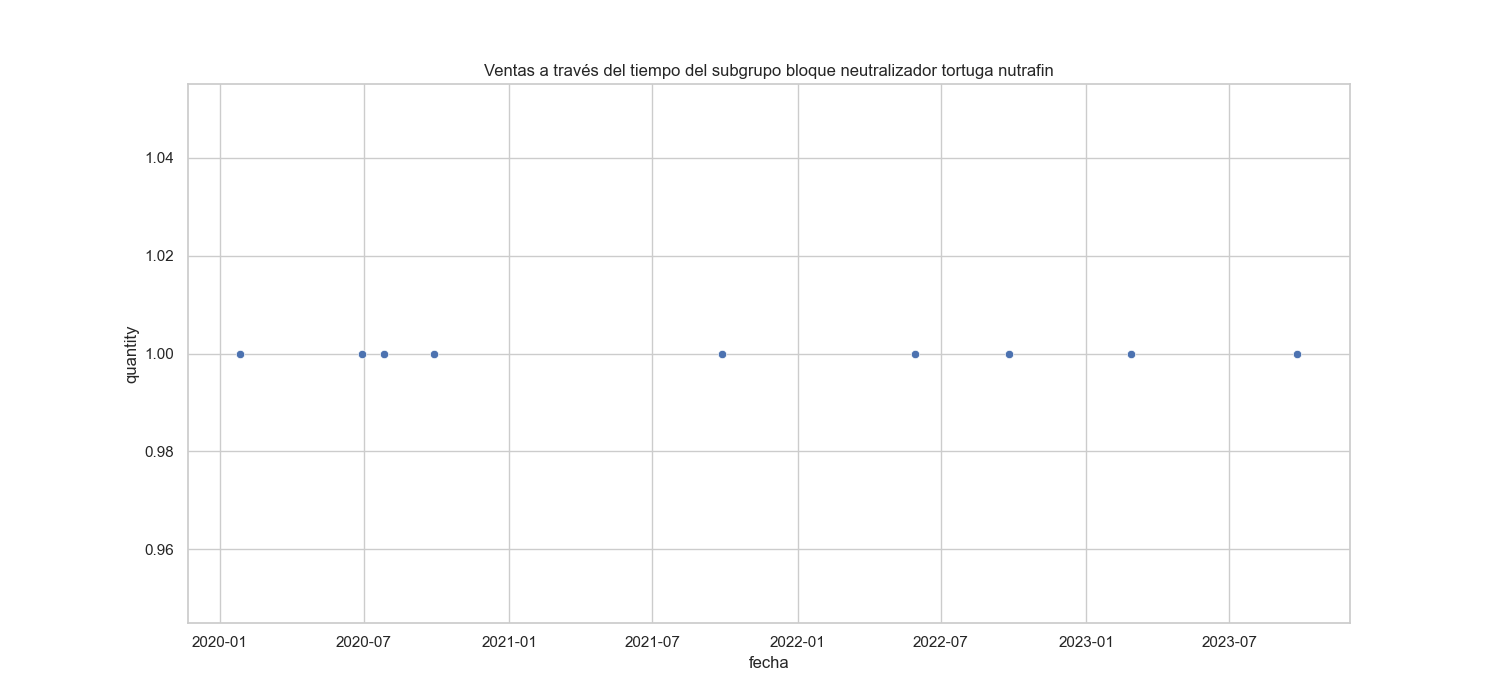 Ventas a través del tiempo del subgrupo bloque neutralizador tortuga nutrafin
1.04
1.02
1.00
0.98
0.96
quantity
2020-01 2020-07 2021-01 2021-07 2022-01 2022-07 2023-01 2023-07
fecha